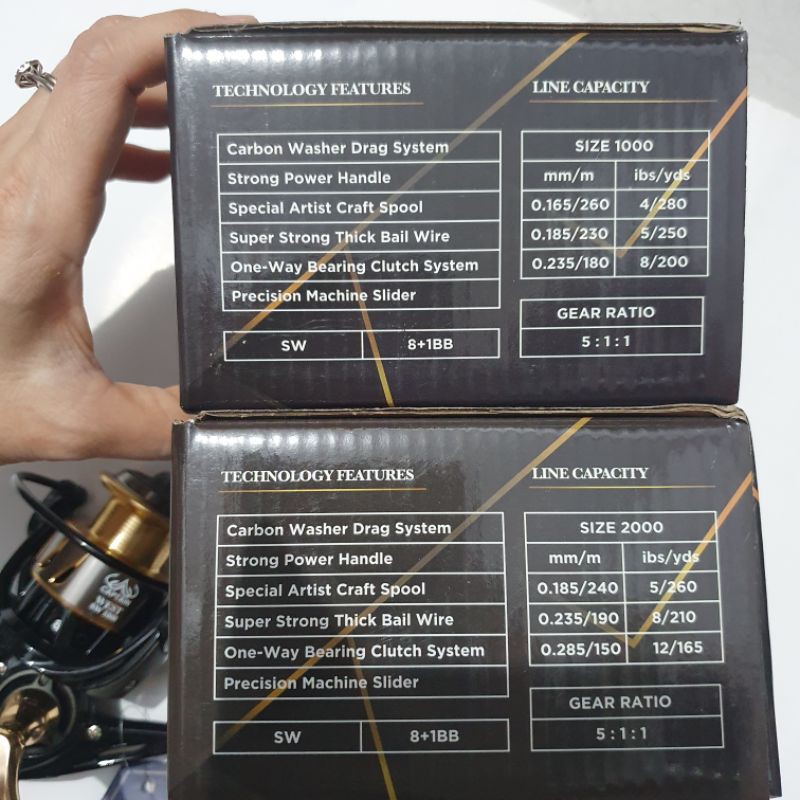 TECHNOLOGY FEATURES
Carbon Washer Drag System
Strong Power Handle
Special Artist Craft Spool
Super Strong Thick Bail Wire
One-Way Bearing Clutch System
Precision Machine Slider
SW 8+1BB
LINE CAPACITY
SIZE 1000
mm/m ibs/yds
0.165/260 4/280
0.185/230 5/250
0.235/180 8/200
GEAR RATIO
5:1:1
TECHNOLOGY FEATURES
Carbon Washer Drag System
Strong Power Handle
Special Artist Craft Spool
Super Strong Thick Bail Wire
One-Way Bearing Clutch System
Precision Machine Slider
SW 8+1BB
LINE CAPACITY
SIZE 2000
mm/m ibs/yds
0.185/240 5/260
0.235/190 8/210
0.285/150 12/165
GEAR RATIO
5:1:1